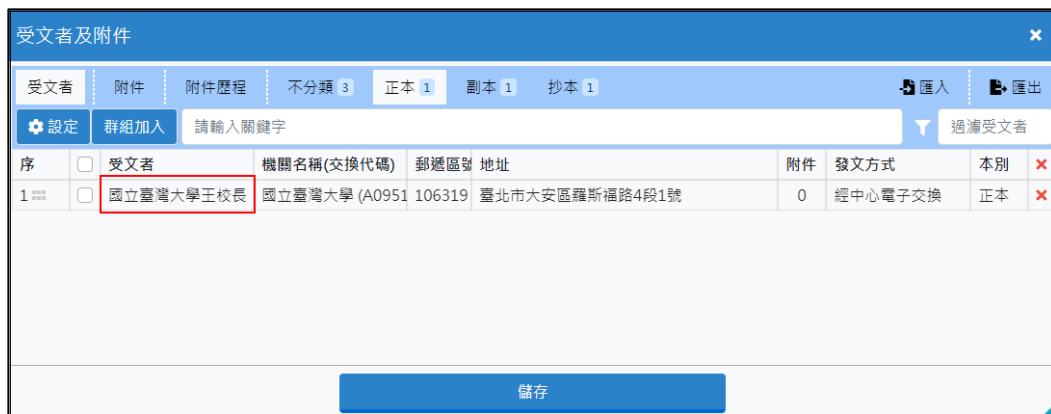 受文者及附件 ×
受文者 附件 附件歷程 不分類 3 正本 1 副本 1 抄本 1 匯入 匯出
設定 群組加入 請輸入關鍵字 過濾受文者
序 受文者 機關名稱(交換代碼) 郵遞區號 地址 附件 發文方式 本別 ×
1 國立臺灣大學王校長 國立臺灣大學 (A0951 106319 臺北市大安區羅斯福路4段1號 0 經中心電子交換 正本 ×
儲存